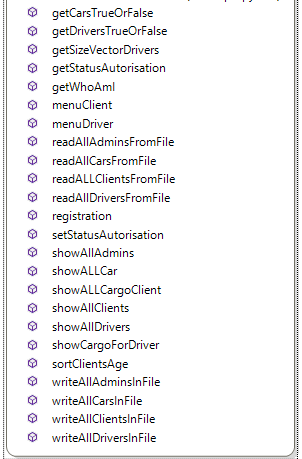 getCarsTrueOrFalse
getDriversTrueOrFalse
getSizeVectorDrivers
getStatusAutorisation
getWhoAmI
menuClient
menuDriver
readAllAdminsFromFile
readAllCarsFromFile
readALLClientsFromFile
readAllDriversFromFile
registration
setStatusAutorisation
showAllAdmins
showALLCar
showALLCargoClient
showAllClients
showAllDrivers
showCargoForDriver
sortClientsAge
writeAllAdminsInFile
writeAllCarsInFile
writeAllClientsInFile
writeAllDriversInFile